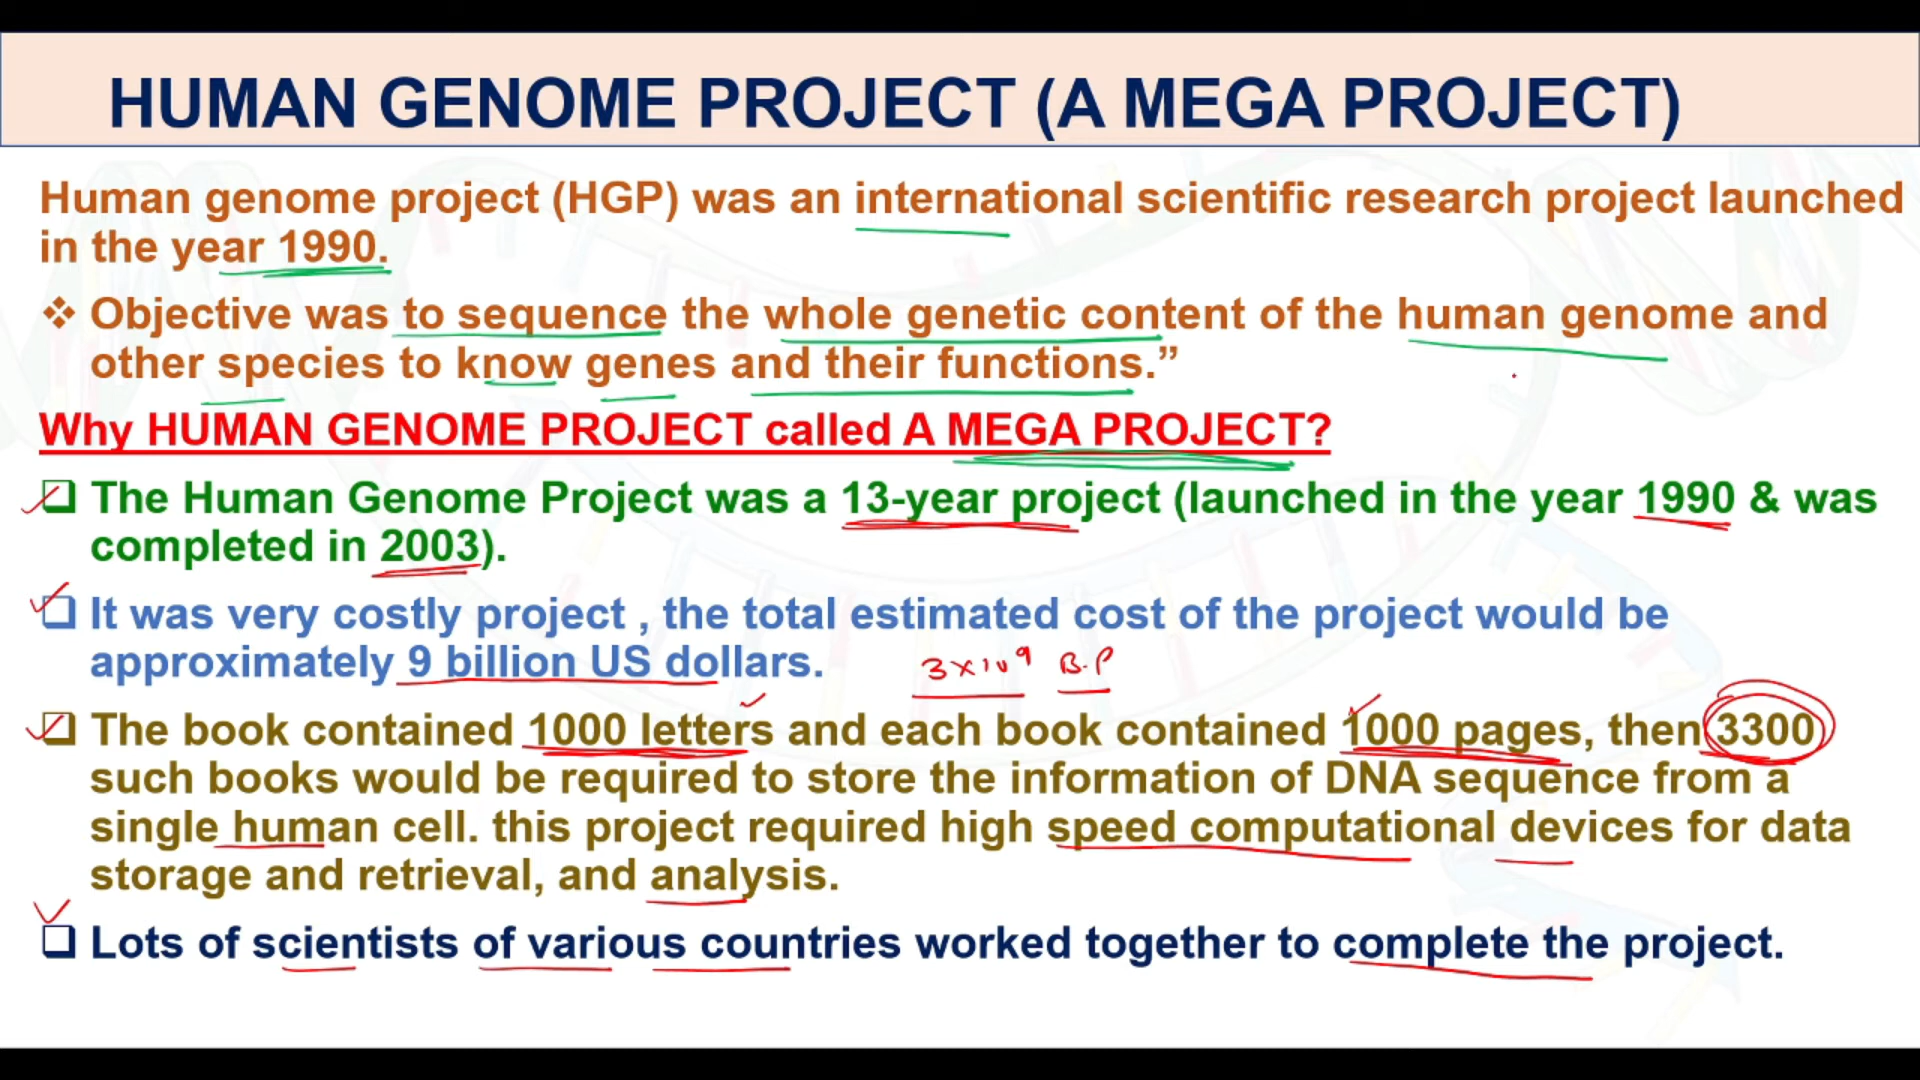 HUMAN GENOME PROJECT (A MEGA PROJECT)
Human genome project (HGP) was an international scientific research project launched
in the year 1990.
❖ Objective was to sequence the whole genetic content of the human genome and
other species to know genes and their functions.”
Why HUMAN GENOME PROJECT called A MEGA PROJECT?
❑ The Human Genome Project was a 13-year project (launched in the year 1990 & was
completed in 2003).
❑ It was very costly project , the total estimated cost of the project would be
approximately 9 billion US dollars.
3×10⁹ B.P
❑ The book contained 1000 letters and each book contained 1000 pages, then 3300
such books would be required to store the information of DNA sequence from a
single human cell. this project required high speed computational devices for data
storage and retrieval, and analysis.
❑ Lots of scientists of various countries worked together to complete the project.